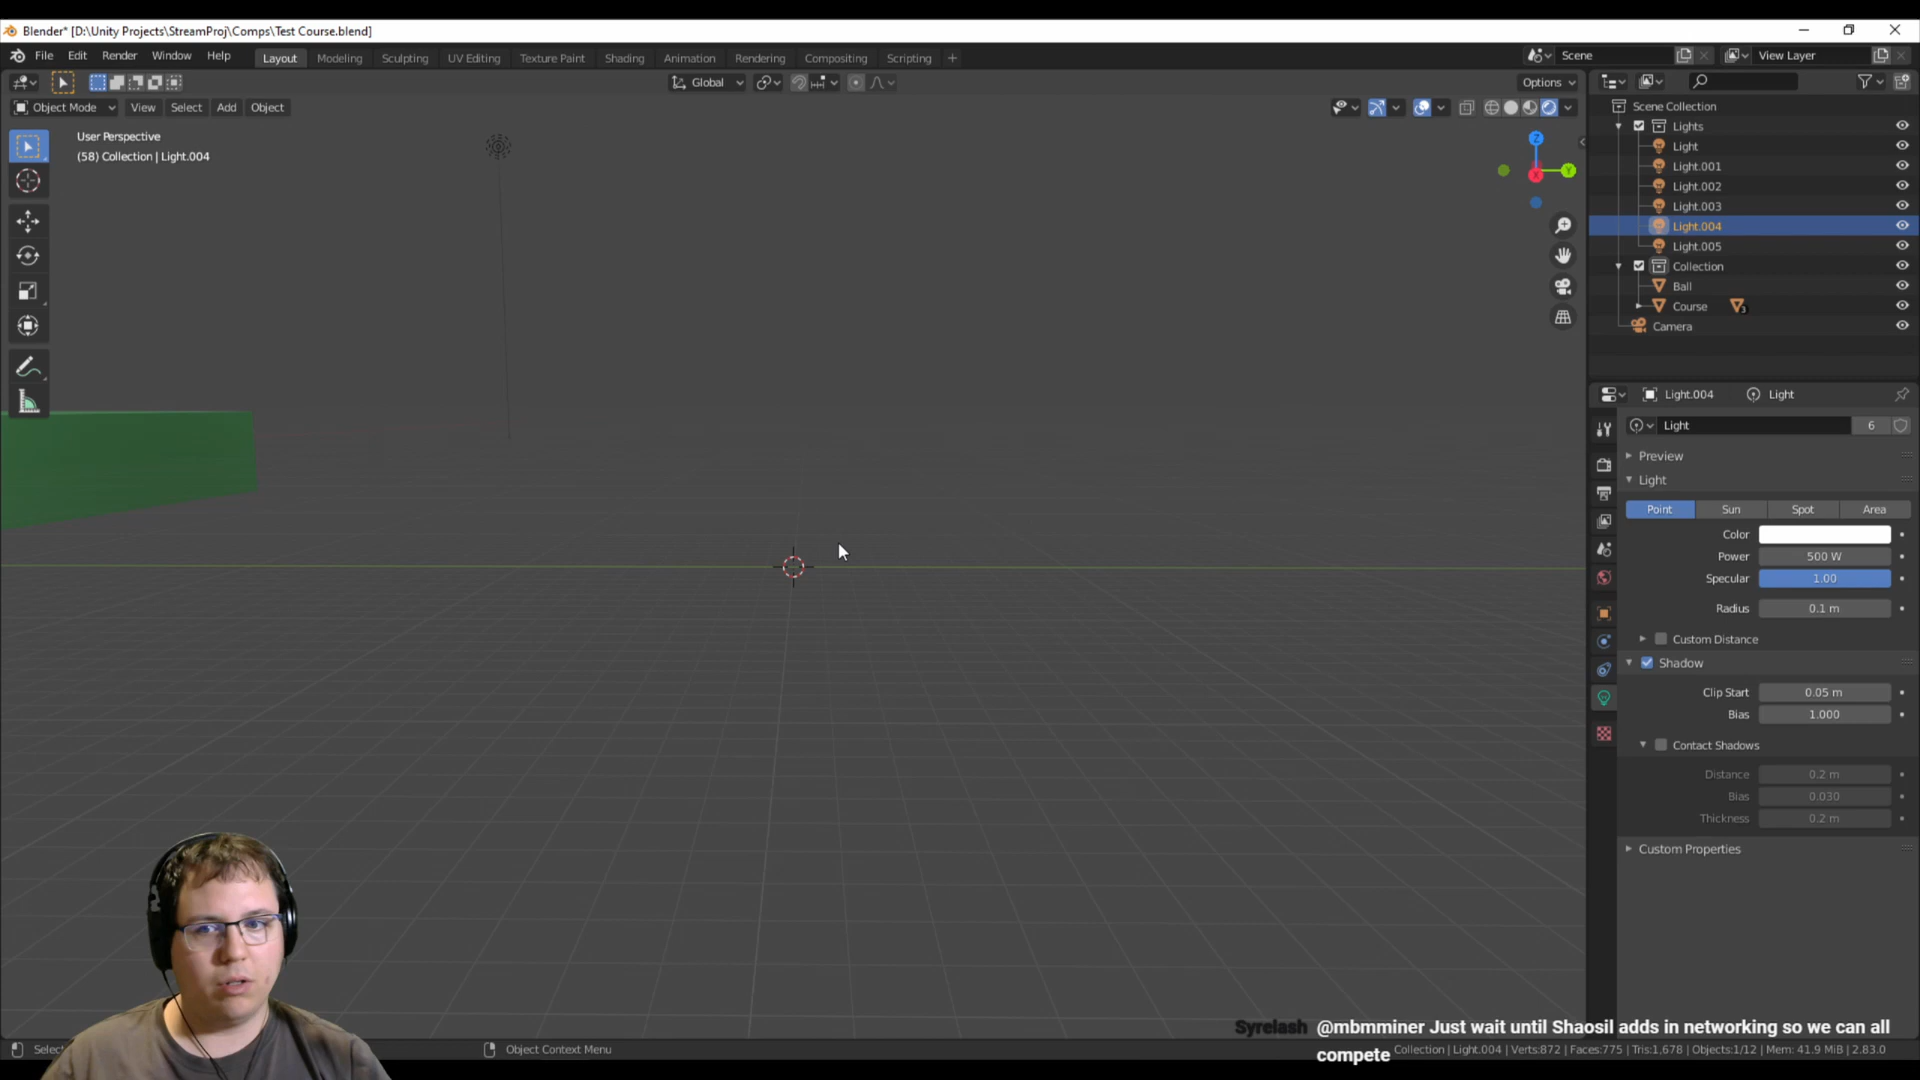 Blender* [D:\Unity Projects\StreamProj\Comps\Test Course.blend]
File Edit Render Window Help
Layout Modeling Sculpting UV Editing Texture Paint Shading Animation Rendering Compositing Scripting +
Scene View Layer
Global Options
Object Mode View Select Add Object
User Perspective
(58) Collection | Light.004
Z
Y
X
Scene Collection
Lights
Light
Light.001
Light.002
Light.003
Light.004
Light.005
Collection
Ball
Course 3
Camera
Light.004 Light
Light 6
Preview
Light
Point Sun Spot Area
Color
Power 500 W
Specular 1.00
Radius 0.1 m
Custom Distance
Shadow
Clip Start 0.05 m
Bias 1.000
Contact Shadows
Distance 0.2 m
Bias 0.030
Thickness 0.2 m
Custom Properties
Syrelash @mbmminer Just wait until Shaosil adds in networking so we can all
compete
Select
Object Context Menu
Collection | Light.004 | Verts:872 | Faces:775 | Tris:1,678 | Objects:1/12 | Mem: 41.9 MiB | 2.83.0